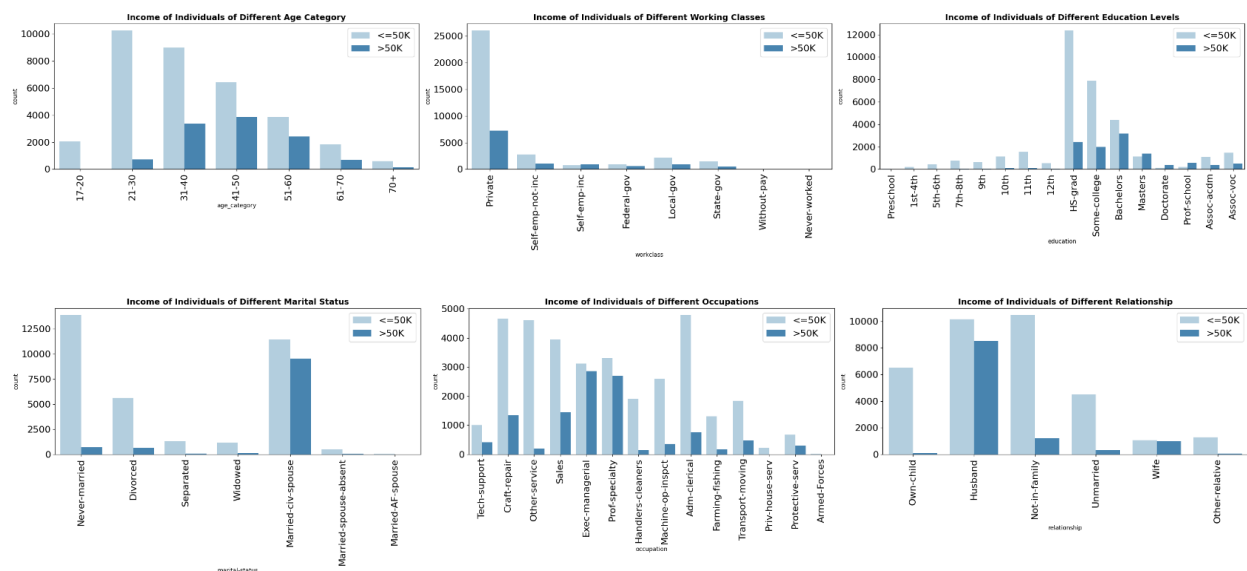 Income of Individuals of Different Age Category
<=50K
>50K
10000
8000
6000
4000
2000
0
count
17-20
21-30
31-40
41-50
51-60
61-70
70+
age_category
Income of Individuals of Different Working Classes
<=50K
>50K
25000
20000
15000
10000
5000
0
count
Private
Self-emp-not-inc
Self-emp-inc
Federal-gov
Local-gov
State-gov
Without-pay
Never-worked
workclass
Income of Individuals of Different Education Levels
<=50K
>50K
12000
10000
8000
6000
4000
2000
0
count
Preschool
1st-4th
5th-6th
7th-8th
9th
10th
11th
12th
HS-grad
Some-college
Bachelors
Masters
Doctorate
Prof-school
Assoc-acdm
Assoc-voc
education
Income of Individuals of Different Marital Status
<=50K
>50K
12500
10000
7500
5000
2500
0
count
Never-married
Divorced
Separated
Widowed
Married-civ-spouse
Married-spouse-absent
Married-AF-spouse
marital-status
Income of Individuals of Different Occupations
<=50K
>50K
5000
4000
3000
2000
1000
0
count
Tech-support
Craft-repair
Other-service
Sales
Exec-managerial
Prof-specialty
Handlers-cleaners
Machine-op-inspct
Adm-clerical
Farming-fishing
Transport-moving
Priv-house-serv
Protective-serv
Armed-Forces
occupation
Income of Individuals of Different Relationship
<=50K
>50K
10000
8000
6000
4000
2000
0
count
Own-child
Husband
Not-in-family
Unmarried
Wife
Other-relative
relationship